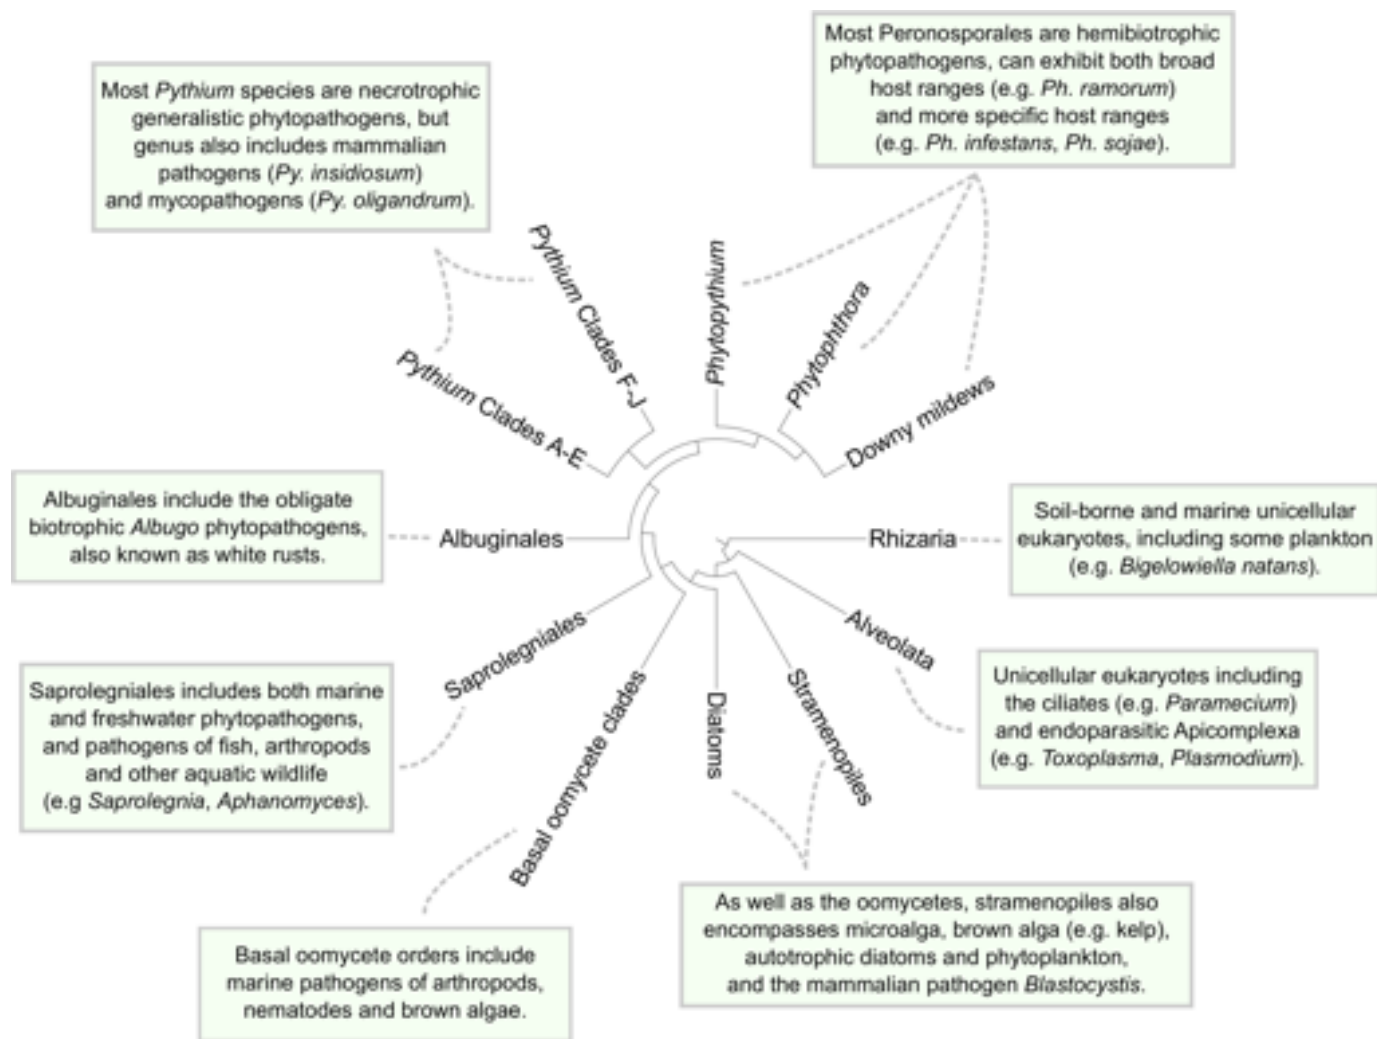 Most Peronosporales are hemibiotrophic
phytopathogens, can exhibit both broad
host ranges (e.g. Ph. ramorum)
and more specific host ranges
(e.g. Ph. infestans, Ph. sojae).
Most Pythium species are necrotrophic
generalistic phytopathogens, but
genus also includes mammalian
pathogens (Py. insidiosum)
and mycopathogens (Py. oligandrum).
Pythium Clades F-J
Phytopythium
Phytophthora
Pythium Clades A-E
Downy mildews
Albuginales include the obligate
biotrophic Albugo phytopathogens,
also known as white rusts.
Albuginales
Rhizaria
Soil-borne and marine unicellular
eukaryotes, including some plankton
(e.g. Bigelowiella natans).
Saprolegniales
Alveolata
Saprolegniales includes both marine
and freshwater phytopathogens,
and pathogens of fish, arthropods
and other aquatic wildlife
(e.g Saprolegnia, Aphanomyces).
Basal oomycete clades
Diatoms
Stramenopiles
Unicellular eukaryotes including
the ciliates (e.g. Paramecium)
and endoparasitic Apicomplexa
(e.g. Toxoplasma, Plasmodium).
Basal oomycete orders include
marine pathogens of arthropods,
nematodes and brown algae.
As well as the oomycetes, stramenopiles also
encompasses microalga, brown alga (e.g. kelp),
autotrophic diatoms and phytoplankton,
and the mammalian pathogen Blastocystis.